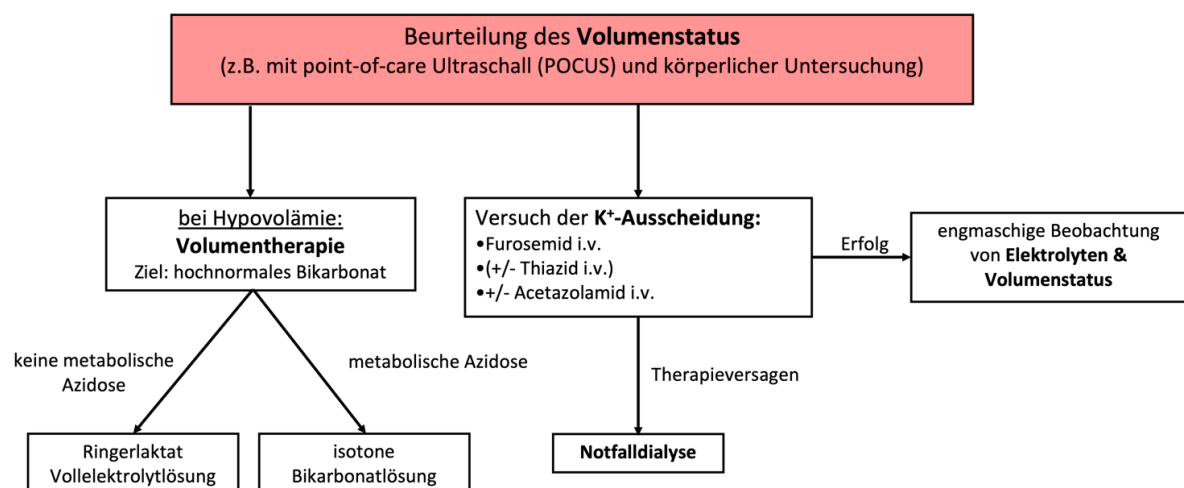 Beurteilung des Volumenstatus
(z.B. mit point-of-care Ultraschall (POCUS) und körperlicher Untersuchung)
bei Hypovolämie:
Volumentherapie
Ziel: hochnormales Bikarbonat
Versuch der K⁺-Ausscheidung:
•Furosemid i.v.
•(+/- Thiazid i.v.)
•+/- Acetazolamid i.v.
Erfolg
engmaschige Beobachtung
von Elektrolyten &
Volumenstatus
keine metabolische
Azidose
metabolische Azidose
Therapieversagen
Ringerlaktat
Vollelektrolytlösung
isotone
Bikarbonatlösung
Notfalldialyse